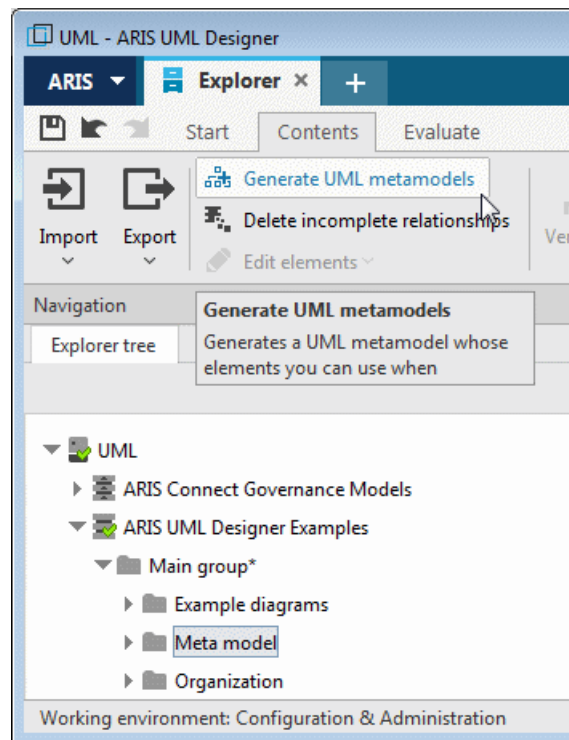 UML - ARIS UML Designer
ARIS Explorer × +
Start Contents Evaluate
Generate UML metamodels
Delete incomplete relationships
Import Export
Edit elements
Navigation
Generate UML metamodels
Explorer tree
Generates a UML metamodel whose
elements you can use when
UML
ARIS Connect Governance Models
ARIS UML Designer Examples
Main group*
Example diagrams
Meta model
Organization
Working environment: Configuration & Administration